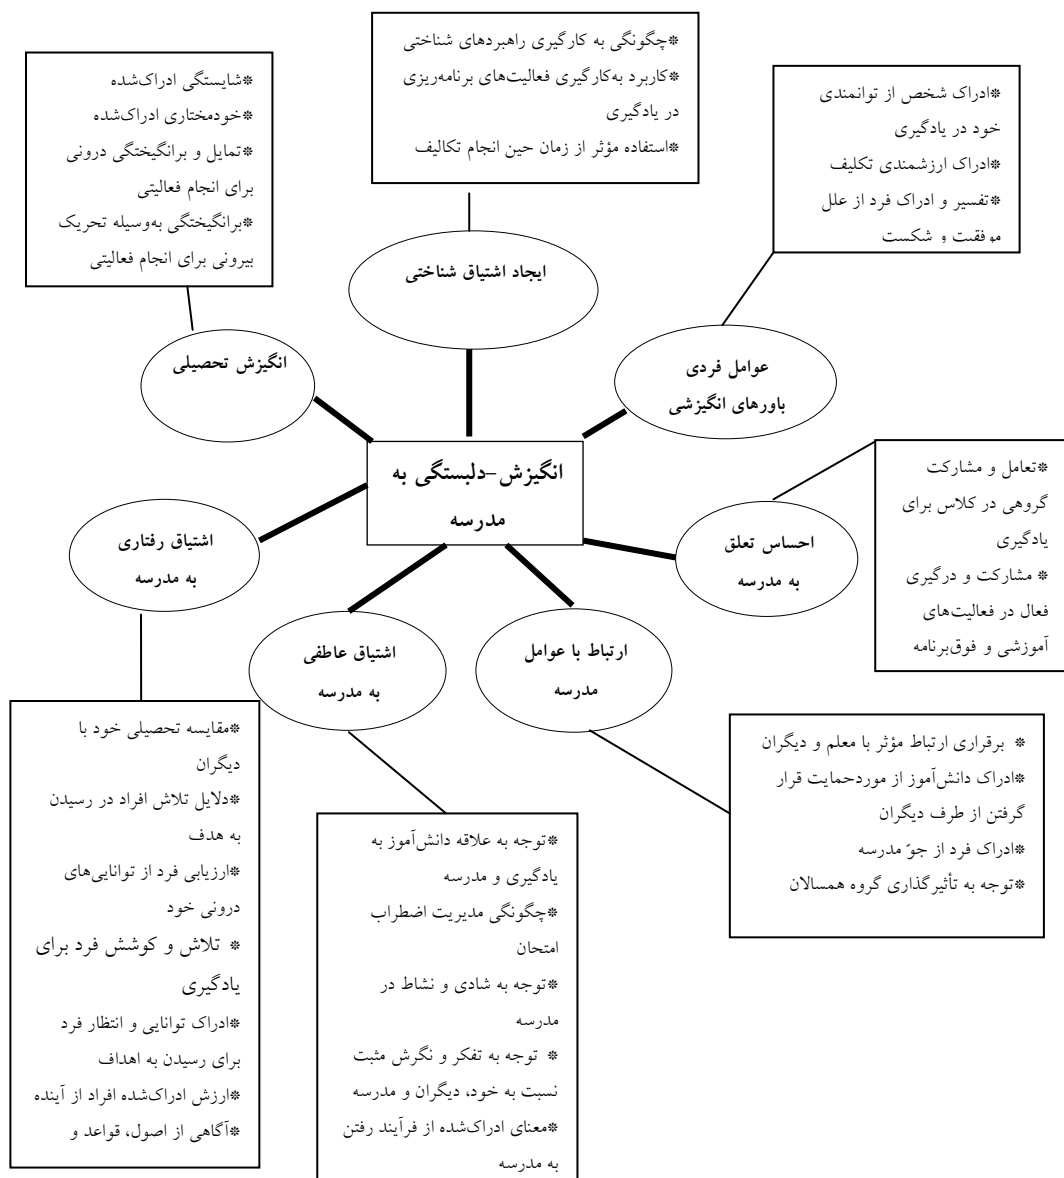 *چگونگی به کارگیری راهبردهای شناختی
*کاربرد به‌کارگیری فعالیت‌های برنامه‌ریزی
در یادگیری
*استفاده مؤثر از زمان حین انجام تکالیف
*ادراک شخص از توانمندی
خود در یادگیری
*ادراک ارزشمندی تکلیف
*تفسیر و ادراک فرد از علل
موفقیت و شکست
*شایستگی ادراک‌شده
*خودمختاری ادراک‌شده
*تمایل و برانگیختگی درونی
برای انجام فعالیتی
*برانگیختگی به‌وسیله تحریک
بیرونی برای انجام فعالیتی
ایجاد اشتیاق شناختی
عوامل فردی
باورهای انگیزشی
انگیزش تحصیلی
انگیزش–دلبستگی به
مدرسه
احساس تعلق
به مدرسه
اشتیاق رفتاری
به مدرسه
ارتباط با عوامل
مدرسه
اشتیاق عاطفی
به مدرسه
*تعامل و مشارکت
گروهی در کلاس برای
یادگیری
* مشارکت و درگیری
فعال در فعالیت‌های
آموزشی و فوق‌برنامه
* برقراری ارتباط مؤثر با معلم و دیگران
*ادراک دانش‌آموز از موردحمایت قرار
گرفتن از طرف دیگران
*ادراک فرد از جوّ مدرسه
*توجه به تأثیرگذاری گروه همسالان
*توجه به علاقه دانش‌آموز به
یادگیری و مدرسه
*چگونگی مدیریت اضطراب
امتحان
*توجه به شادی و نشاط در
مدرسه
* توجه به تفکر و نگرش مثبت
نسبت به خود، دیگران و مدرسه
*معنای ادراک‌شده از فرآیند رفتن
به مدرسه
*مقایسه تحصیلی خود با
دیگران
*دلایل تلاش افراد در رسیدن
به هدف
*ارزیابی فرد از توانایی‌های
درونی خود
* تلاش و کوشش فرد برای
یادگیری
*ادراک توانایی و انتظار فرد
برای رسیدن به اهداف
*ارزش ادراک‌شده افراد از آینده
*آگاهی از اصول، قواعد و